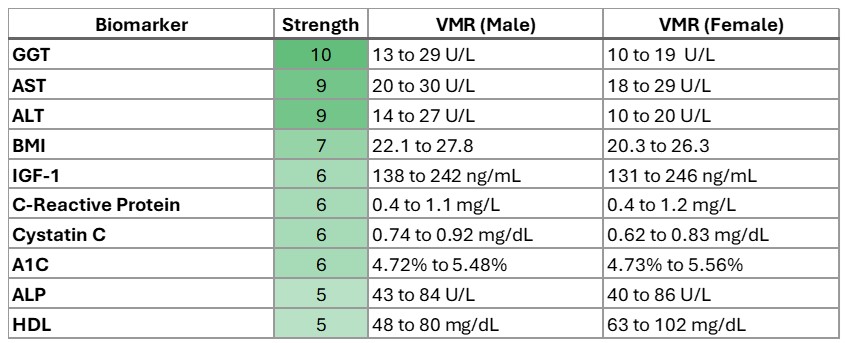 Biomarker Strength VMR (Male) VMR (Female)
GGT 10 13 to 29 U/L 10 to 19 U/L
AST 9 20 to 30 U/L 18 to 29 U/L
ALT 9 14 to 27 U/L 10 to 20 U/L
BMI 7 22.1 to 27.8 20.3 to 26.3
IGF-1 6 138 to 242 ng/mL 131 to 246 ng/mL
C-Reactive Protein 6 0.4 to 1.1 mg/L 0.4 to 1.2 mg/L
Cystatin C 6 0.74 to 0.92 mg/dL 0.62 to 0.83 mg/dL
A1C 6 4.72% to 5.48% 4.73% to 5.56%
ALP 5 43 to 84 U/L 40 to 86 U/L
HDL 5 48 to 80 mg/dL 63 to 102 mg/dL